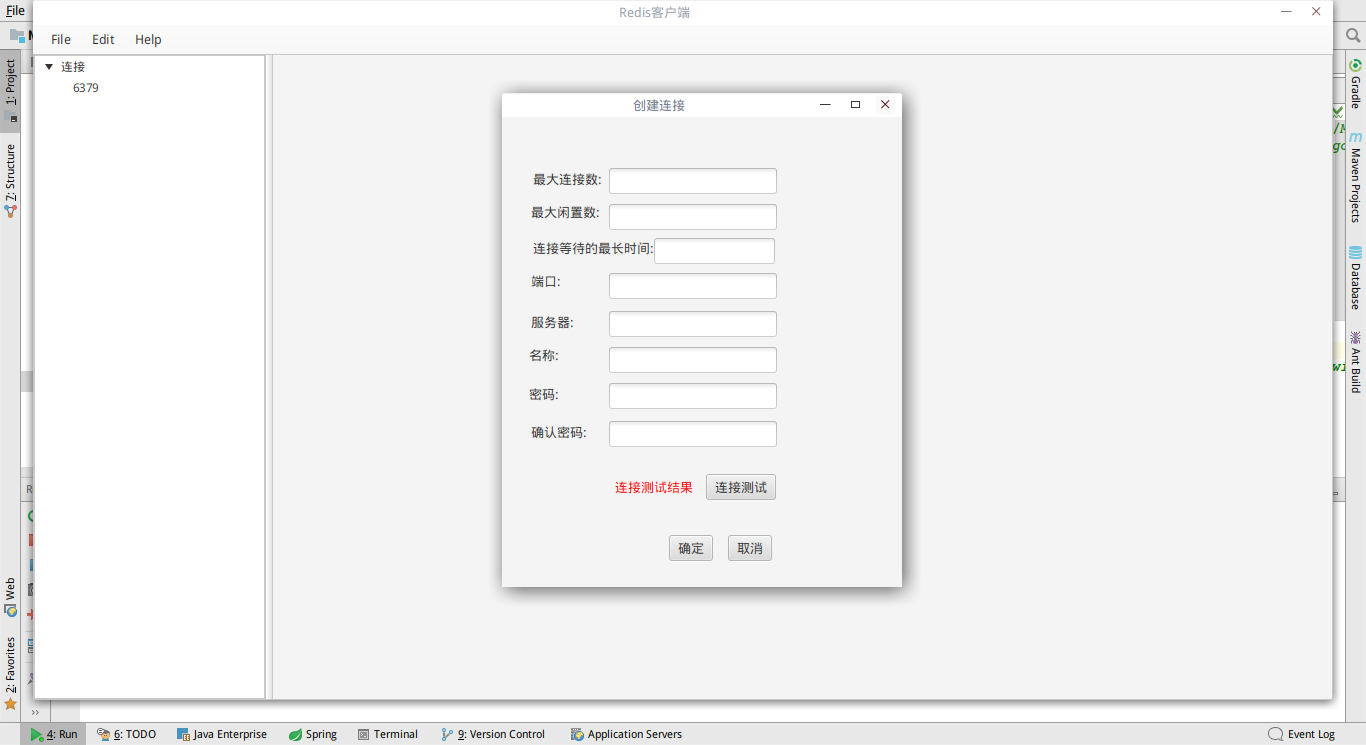 File
Redis客户端
File Edit Help
连接
6379
创建连接
最大连接数:
最大闲置数:
连接等待的最长时间:
端口:
服务器:
名称:
密码:
确认密码:
连接测试结果 连接测试
确定 取消
1: Project
7: Structure
Web
2: Favorites
Gradle
Maven Projects
Database
Ant Build
4: Run 6: TODO Java Enterprise Spring Terminal 9: Version Control Application Servers Event Log